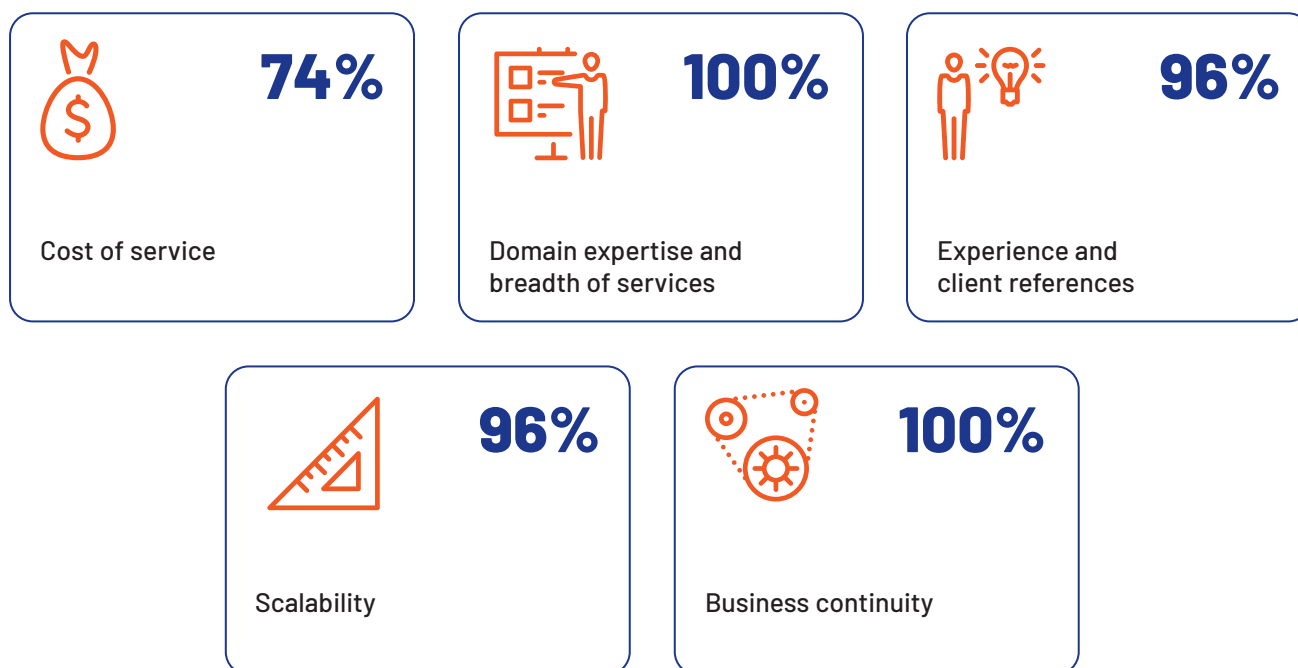 74%
Cost of service
100%
Domain expertise and
breadth of services
96%
Experience and
client references
96%
Scalability
100%
Business continuity